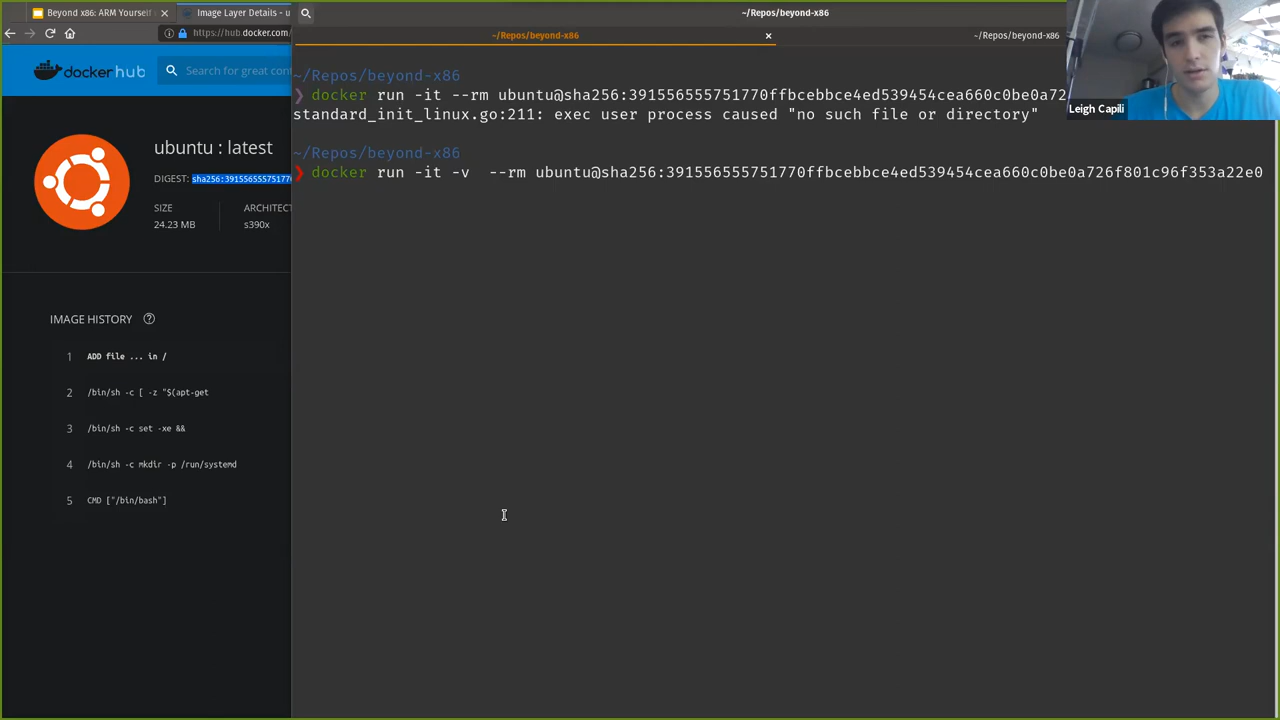 Beyond x86: ARM Yourself
Image Layer Details - u
https://hub.docker.com/
docker hub
Search for great cont
ubuntu : latest
DIGEST: sha256:3915565557517706
SIZE
24.23 MB
ARCHITECT
s390x
IMAGE HISTORY
1 ADD file ... in /
2 /bin/sh -c [ -z "$(apt-get
3 /bin/sh -c set -xe &&
4 /bin/sh -c mkdir -p /run/systemd
5 CMD ["/bin/bash"]
~/Repos/beyond-x86
~/Repos/beyond-x86
~/Repos/beyond-x86
~/Repos/beyond-x86
❯ docker run -it --rm ubuntu@sha256:391556555751770ffbcebbce4ed539454cea660c0be0a72
standard_init_linux.go:211: exec user process caused "no such file or directory"
~/Repos/beyond-x86
❯ docker run -it -v  --rm ubuntu@sha256:391556555751770ffbcebbce4ed539454cea660c0be0a726f801c96f353a22e0
Leigh Capili